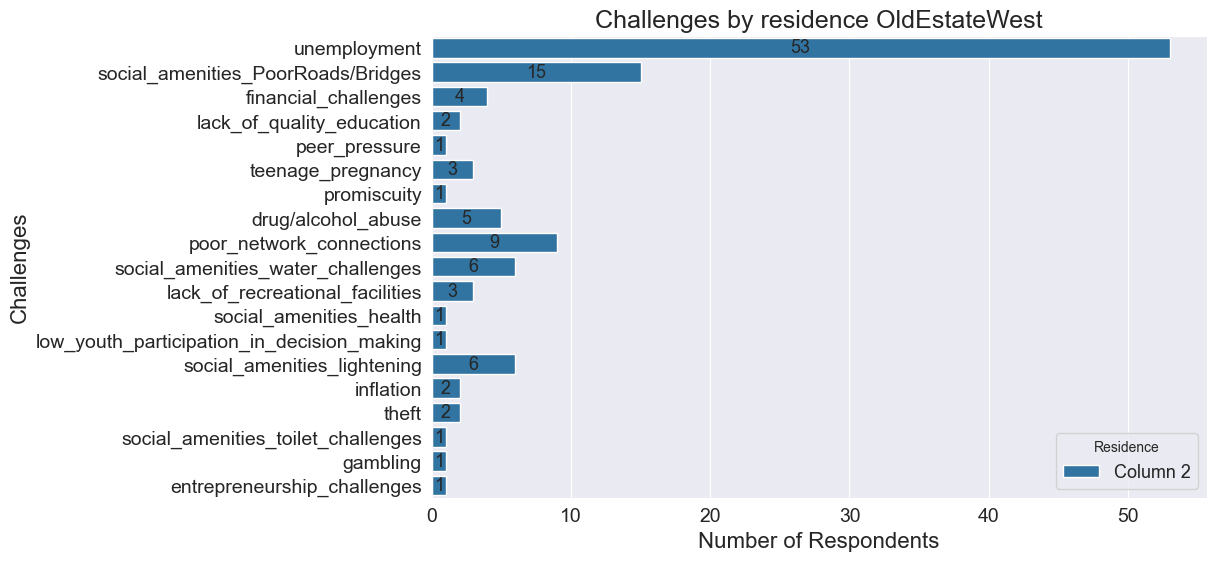 Challenges by residence OldEstateWest
Challenges
unemployment 53
social_amenities_PoorRoads/Bridges 15
financial_challenges 4
lack_of_quality_education 2
peer_pressure 1
teenage_pregnancy 3
promiscuity 1
drug/alcohol_abuse 5
poor_network_connections 9
social_amenities_water_challenges 6
lack_of_recreational_facilities 3
social_amenities_health 1
low_youth_participation_in_decision_making 1
social_amenities_lightening 6
inflation 2
theft 2
social_amenities_toilet_challenges 1
gambling 1
entrepreneurship_challenges 1
Residence
Column 2
0 10 20 30 40 50
Number of Respondents